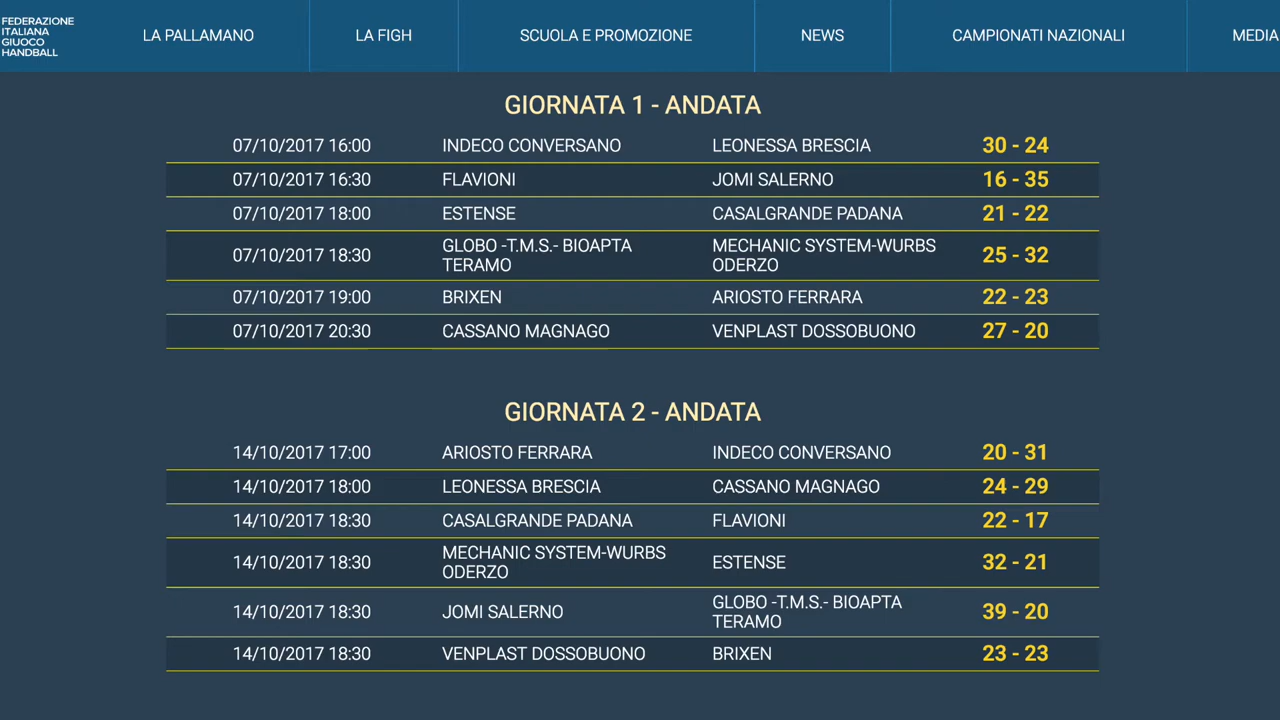 FEDERAZIONE
ITALIANA
GIUOCO
HANDBALL
LA PALLAMANO LA FIGH SCUOLA E PROMOZIONE NEWS CAMPIONATI NAZIONALI MEDIA
GIORNATA 1 - ANDATA
07/10/2017 16:00 INDECO CONVERSANO LEONESSA BRESCIA 30 - 24
07/10/2017 16:30 FLAVIONI JOMI SALERNO 16 - 35
07/10/2017 18:00 ESTENSE CASALGRANDE PADANA 21 - 22
07/10/2017 18:30 GLOBO -T.M.S.- BIOAPTA TERAMO MECHANIC SYSTEM-WURBS ODERZO 25 - 32
07/10/2017 19:00 BRIXEN ARIOSTO FERRARA 22 - 23
07/10/2017 20:30 CASSANO MAGNAGO VENPLAST DOSSOBUONO 27 - 20
GIORNATA 2 - ANDATA
14/10/2017 17:00 ARIOSTO FERRARA INDECO CONVERSANO 20 - 31
14/10/2017 18:00 LEONESSA BRESCIA CASSANO MAGNAGO 24 - 29
14/10/2017 18:30 CASALGRANDE PADANA FLAVIONI 22 - 17
14/10/2017 18:30 MECHANIC SYSTEM-WURBS ODERZO ESTENSE 32 - 21
14/10/2017 18:30 JOMI SALERNO GLOBO -T.M.S.- BIOAPTA TERAMO 39 - 20
14/10/2017 18:30 VENPLAST DOSSOBUONO BRIXEN 23 - 23